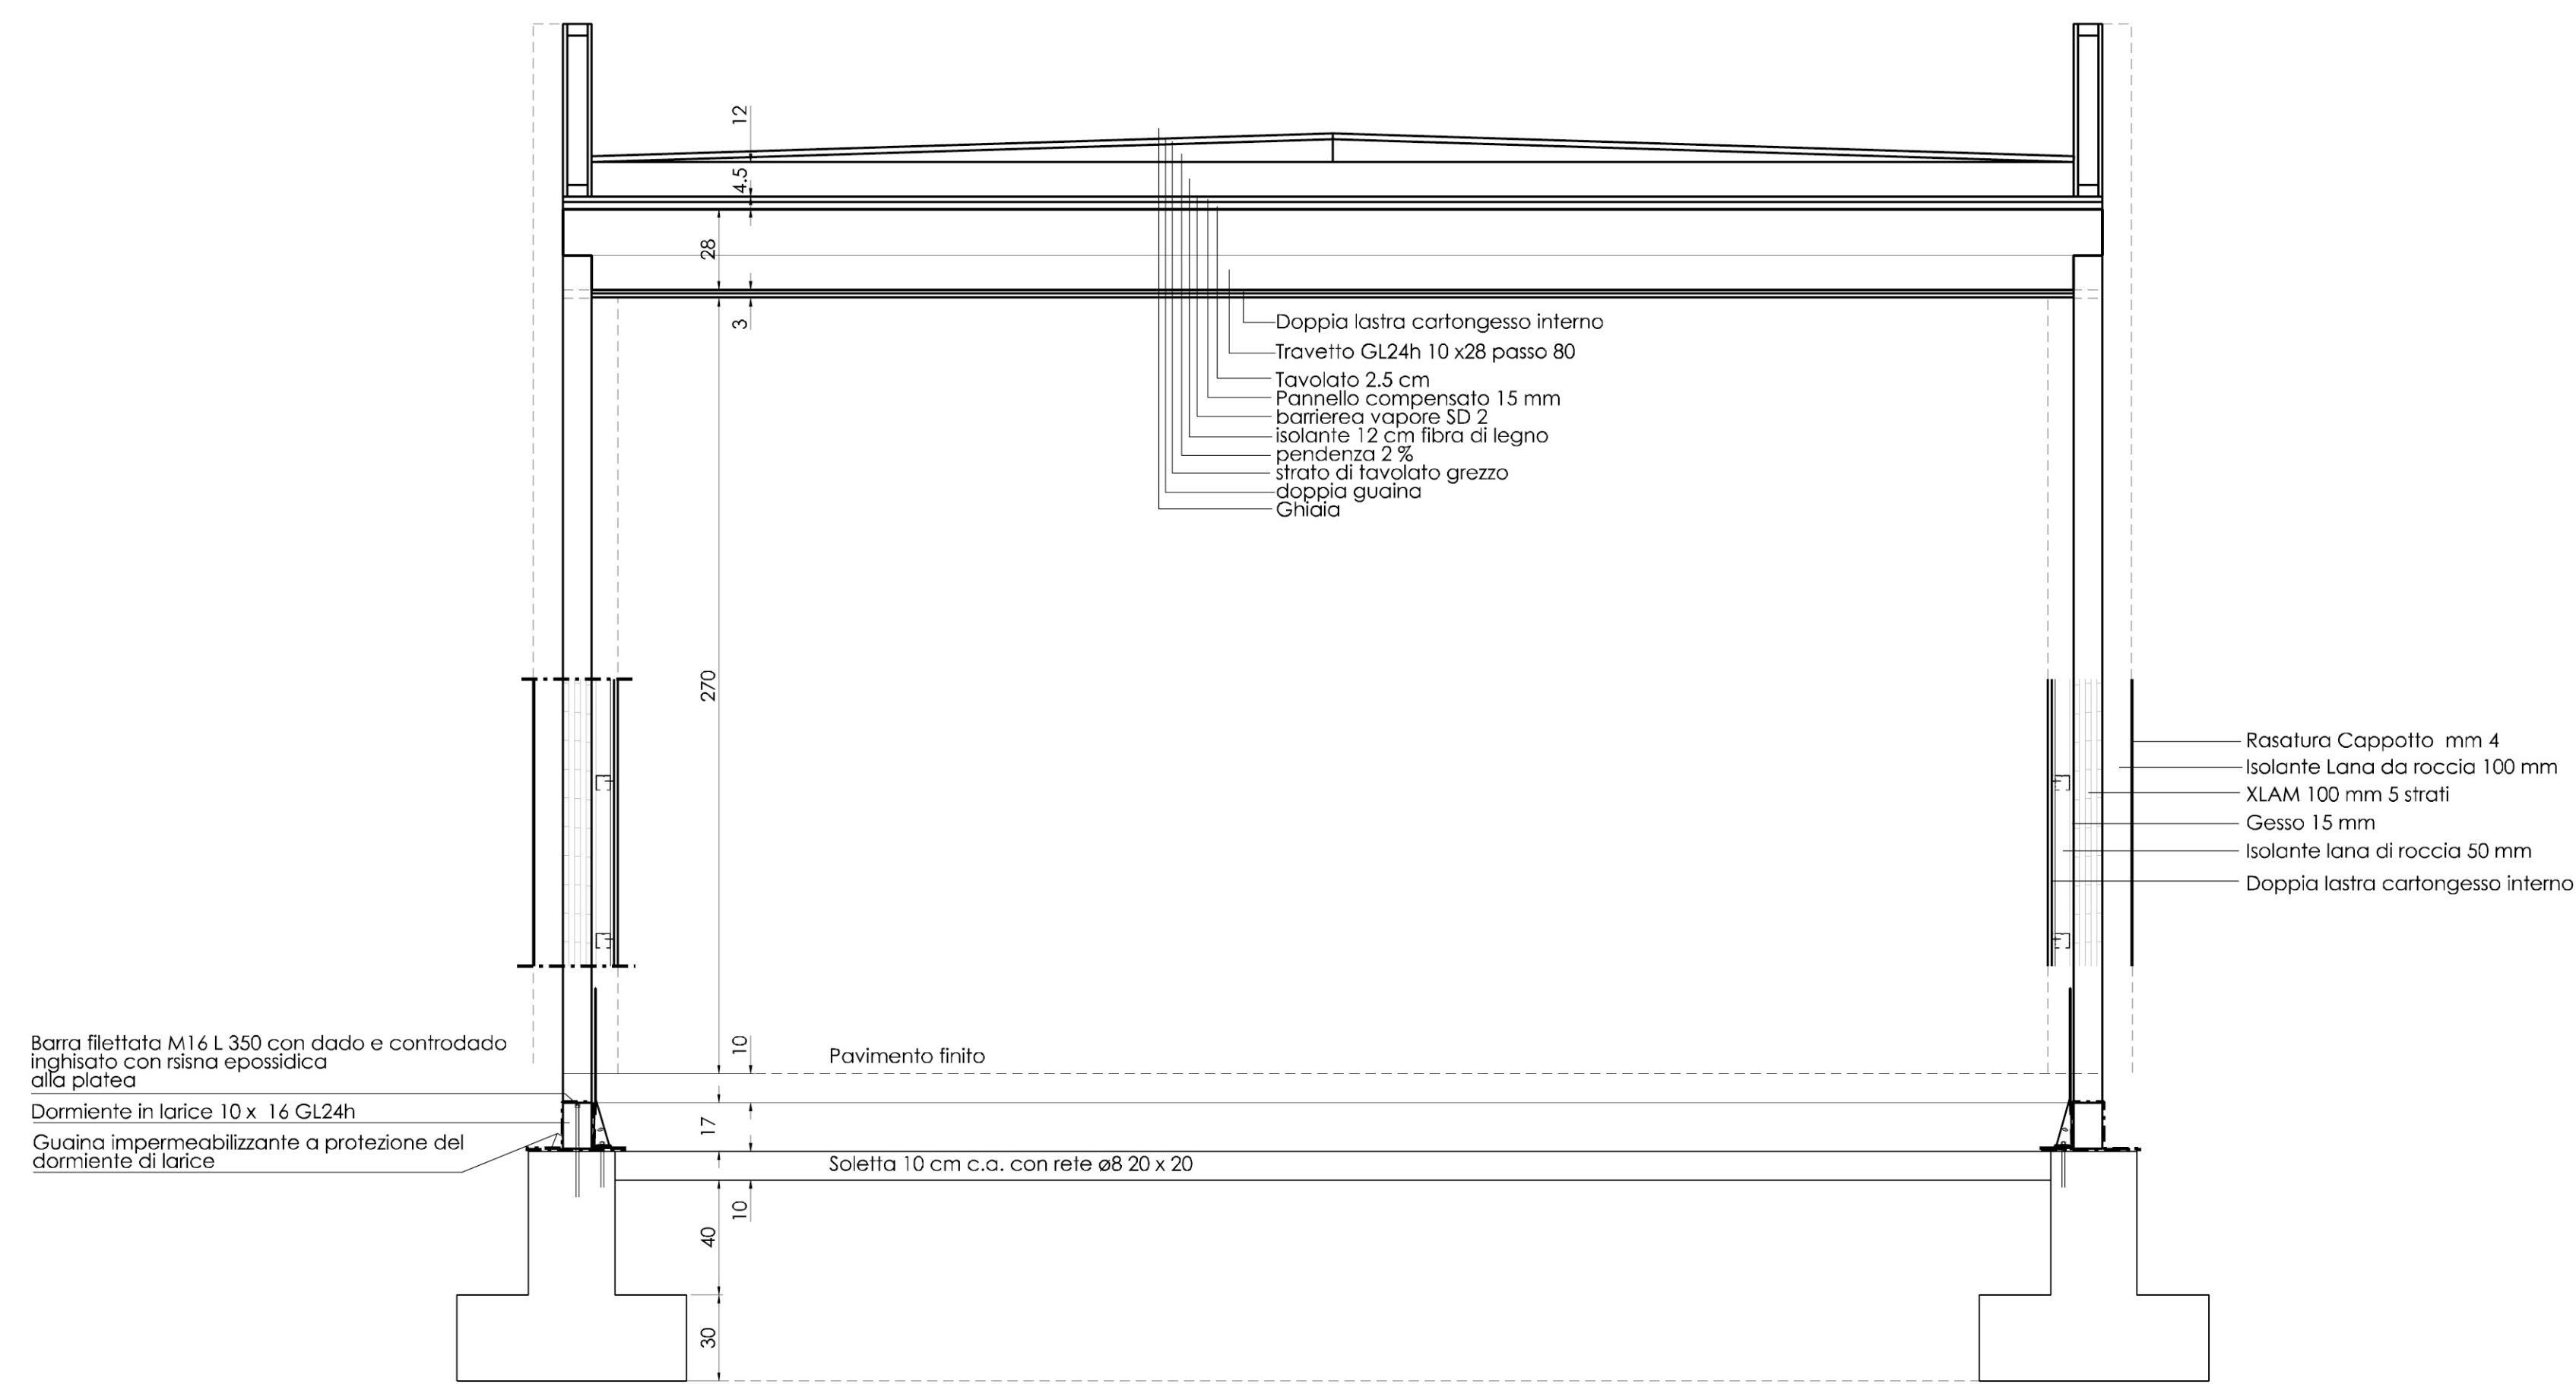 12
4.5
28
3
Doppia lastra cartongesso interno
Travetto GL24h 10 x28 passo 80
Tavolato 2.5 cm
Pannello compensato 15 mm
barrierea vapore SD 2
isolante 12 cm fibra di legno
pendenza 2 %
strato di tavolato grezzo
doppia guaina
Ghiaia
270
Rasatura Cappotto mm 4
Isolante Lana da roccia 100 mm
XLAM 100 mm 5 strati
Gesso 15 mm
Isolante lana di roccia 50 mm
Doppia lastra cartongesso interno
Barra filettata M16 L 350 con dado e controdado
inghisato con rsisna epossidica
alla platea
Dormiente in larice 10 x 16 GL24h
Guaina impermeabilizzante a protezione del
dormiente di larice
10
Pavimento finito
17
Soletta 10 cm c.a. con rete ø8 20 x 20
10
40
30